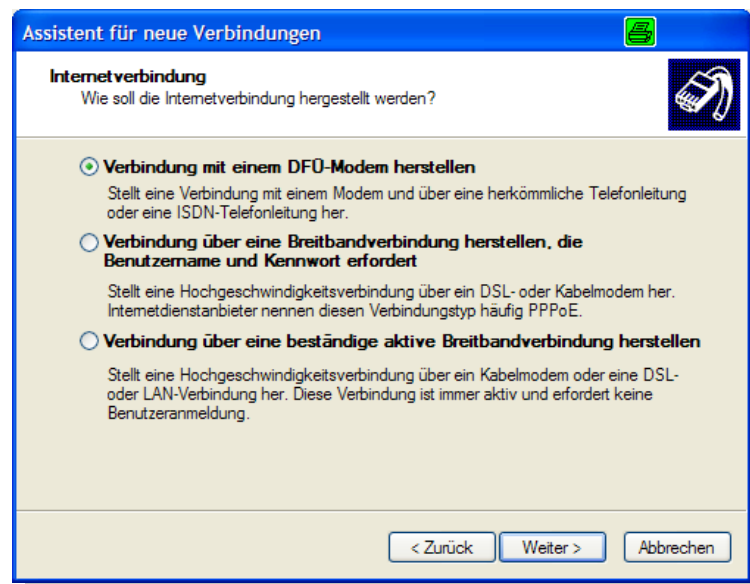 Assistent für neue Verbindungen
Internetverbindung
Wie soll die Internetverbindung hergestellt werden?
Verbindung mit einem DFÜ-Modem herstellen
Stellt eine Verbindung mit einem Modem und über eine herkömmliche Telefonleitung
oder eine ISDN-Telefonleitung her.
Verbindung über eine Breitbandverbindung herstellen, die
Benutzername und Kennwort erfordert
Stellt eine Hochgeschwindigkeitsverbindung über ein DSL- oder Kabelmodem her.
Internetdienstanbieter nennen diesen Verbindungstyp häufig PPPoE.
Verbindung über eine beständige aktive Breitbandverbindung herstellen
Stellt eine Hochgeschwindigkeitsverbindung über ein Kabelmodem oder eine DSL-
oder LAN-Verbindung her. Diese Verbindung ist immer aktiv und erfordert keine
Benutzeranmeldung.
< Zurück Weiter > Abbrechen